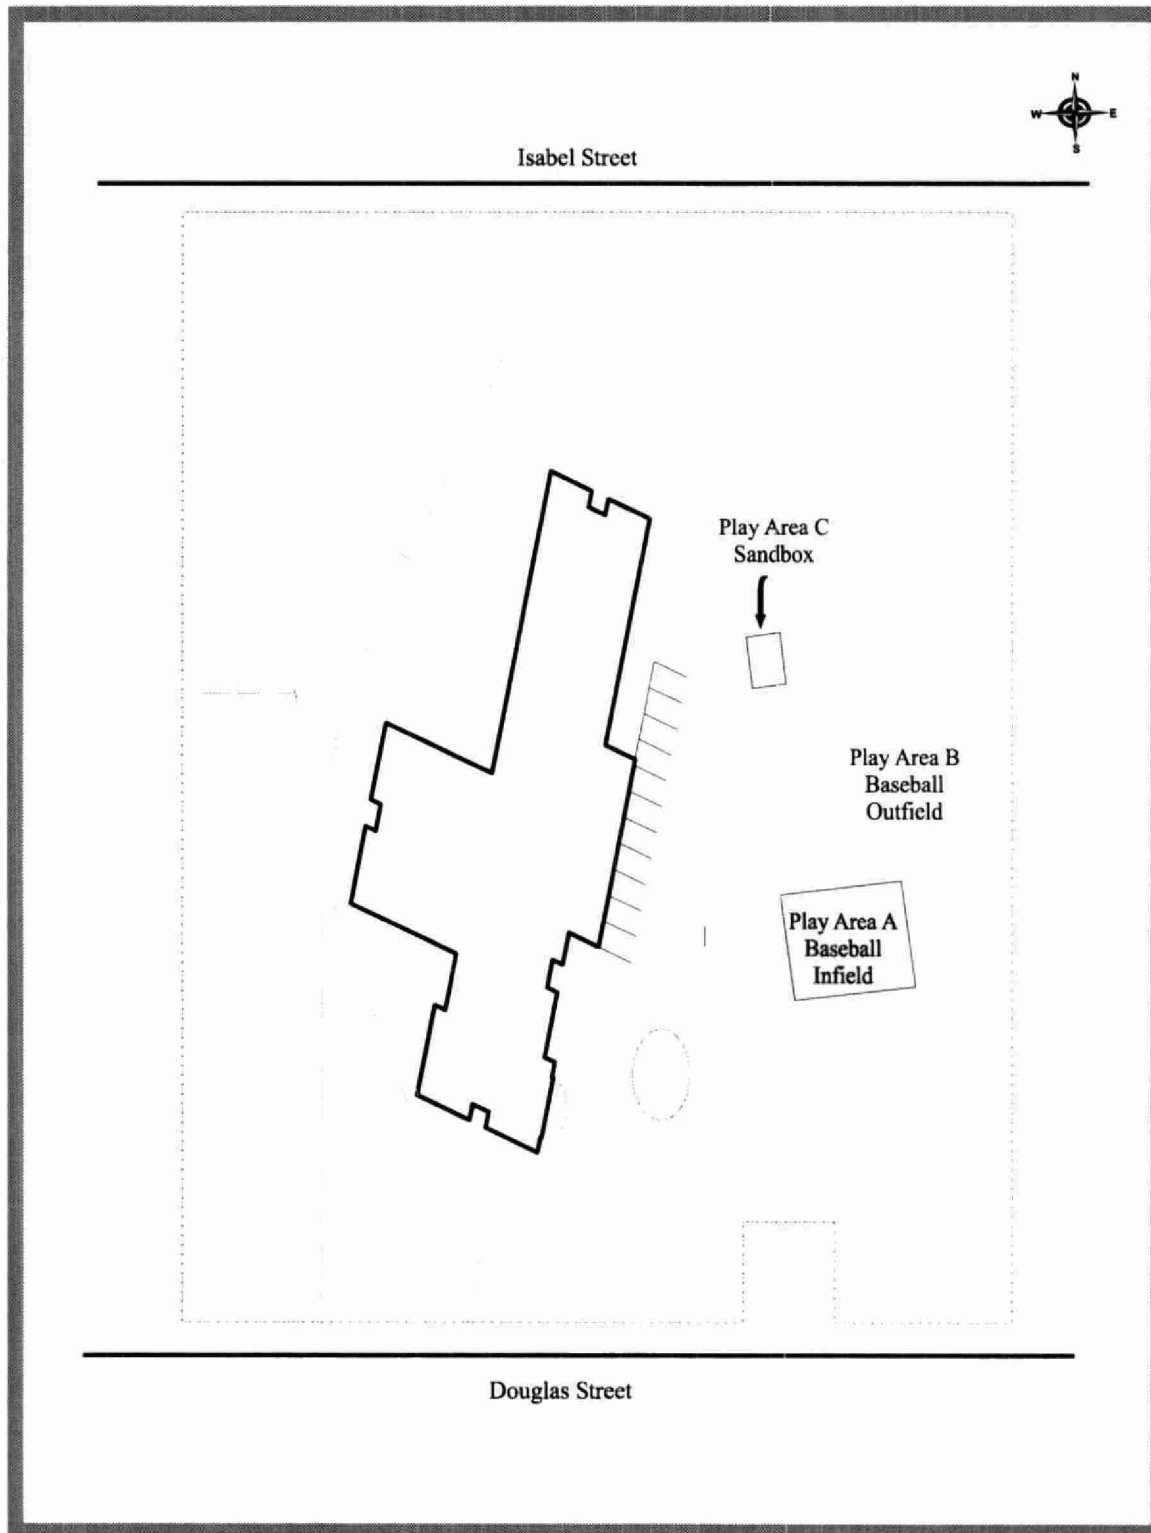 N
W E
S
Isabel Street
Play Area C
Sandbox
Play Area B
Baseball
Outfield
Play Area A
Baseball
Infield
Douglas Street